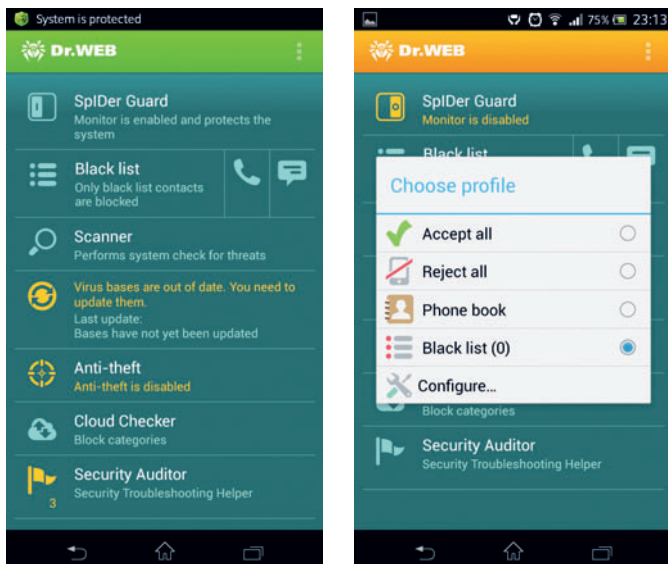 System is protected
Dr.WEB
SpIDer Guard
Monitor is enabled and protects the
system
Black list
Only black list contacts
are blocked
Scanner
Performs system check for threats
Virus bases are out of date. You need to
update them.
Last update:
Bases have not yet been updated
Anti-theft
Anti-theft is disabled
Cloud Checker
Block categories
Security Auditor
Security Troubleshooting Helper
3
75% 23:13
Dr.WEB
SpIDer Guard
Monitor is disabled
Black list
Choose profile
Accept all
Reject all
Phone book
Black list (0)
Configure...
Block categories
Security Auditor
Security Troubleshooting Helper